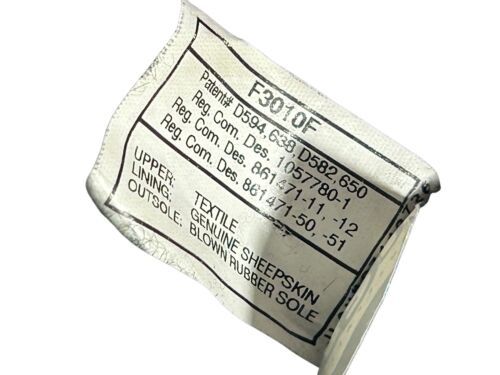 F3010F
Patent# D594,638 D582,650
Reg. Com. Des. 1057780-1
Reg. Com. Des. 861471-11, -12
Reg. Com. Des. 861471-50, -51
UPPER: TEXTILE
LINING: GENUINE SHEEPSKIN
OUTSOLE: BLOWN RUBBER SOLE